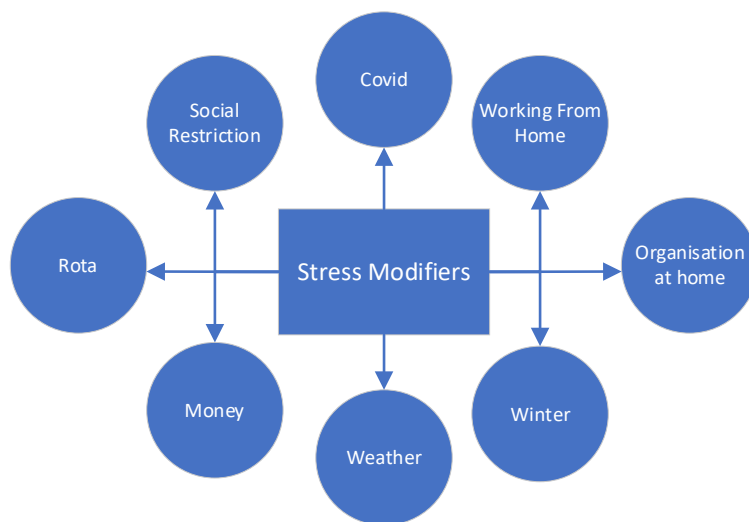 Covid
Social
Restriction
Working From
Home
Rota
Stress Modifiers
Organisation
at home
Money
Winter
Weather